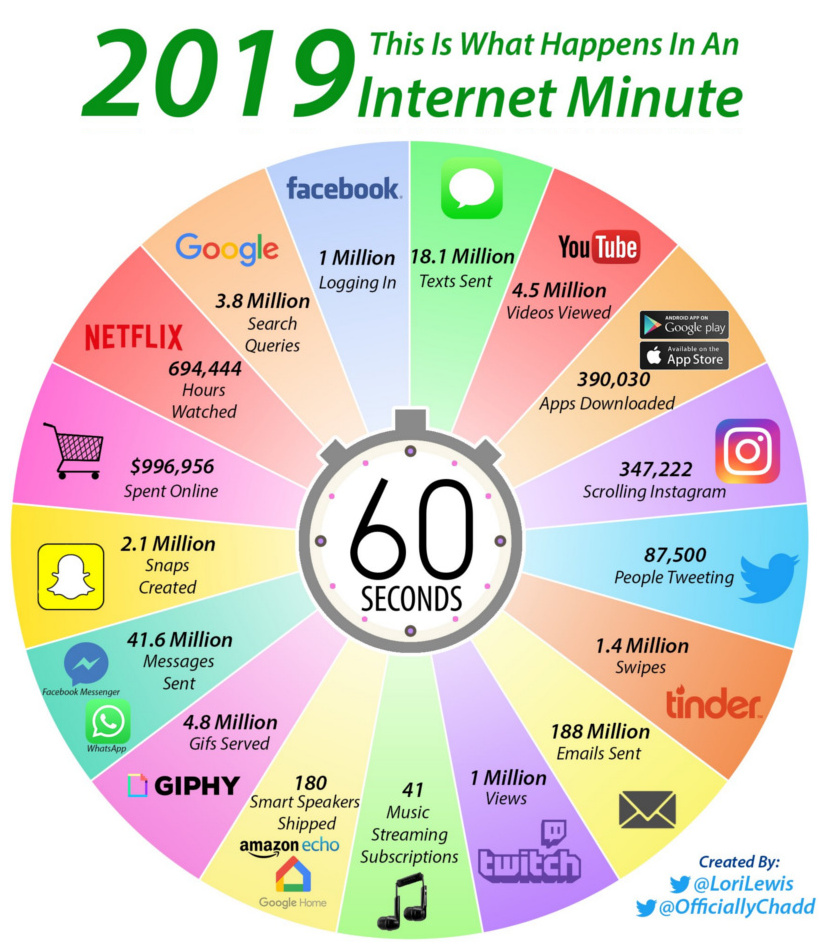 2019
This Is What Happens In An
Internet Minute
facebook.
1 Million
Logging In
18.1 Million
Texts Sent
YouTube
4.5 Million
Videos Viewed
ANDROID APP ON
Google play
Available on the
App Store
390,030
Apps Downloaded
347,222
Scrolling Instagram
87,500
People Tweeting
1.4 Million
Swipes
tinder
188 Million
Emails Sent
1 Million
Views
twitch
41
Music
Streaming
Subscriptions
180
Smart Speakers
Shipped
amazon echo
Google Home
4.8 Million
Gifs Served
GIPHY
41.6 Million
Messages
Sent
Facebook Messenger
WhatsApp
2.1 Million
Snaps
Created
$996,956
Spent Online
NETFLIX
694,444
Hours
Watched
Google
3.8 Million
Search
Queries
60
SECONDS
Created By:
@LoriLewis
@OfficiallyChadd